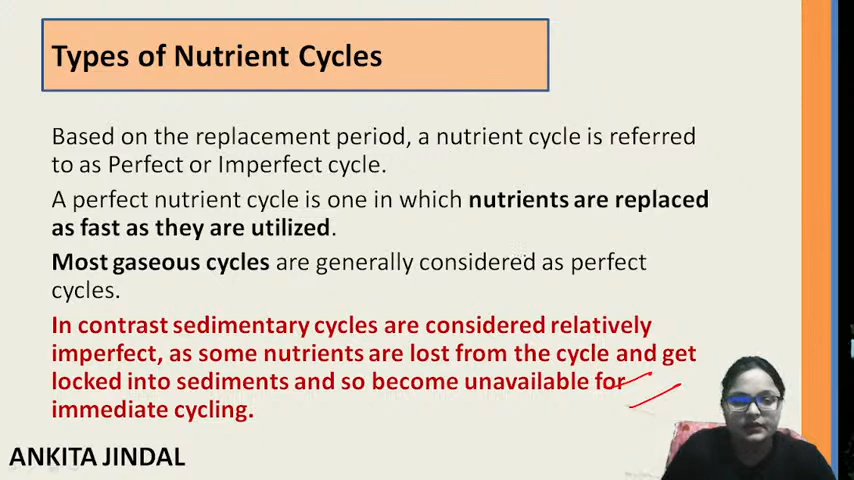 Types of Nutrient Cycles
Based on the replacement period, a nutrient cycle is referred
to as Perfect or Imperfect cycle.
A perfect nutrient cycle is one in which nutrients are replaced
as fast as they are utilized.
Most gaseous cycles are generally considered as perfect
cycles.
In contrast sedimentary cycles are considered relatively
imperfect, as some nutrients are lost from the cycle and get
locked into sediments and so become unavailable for
immediate cycling.
ANKITA JINDAL